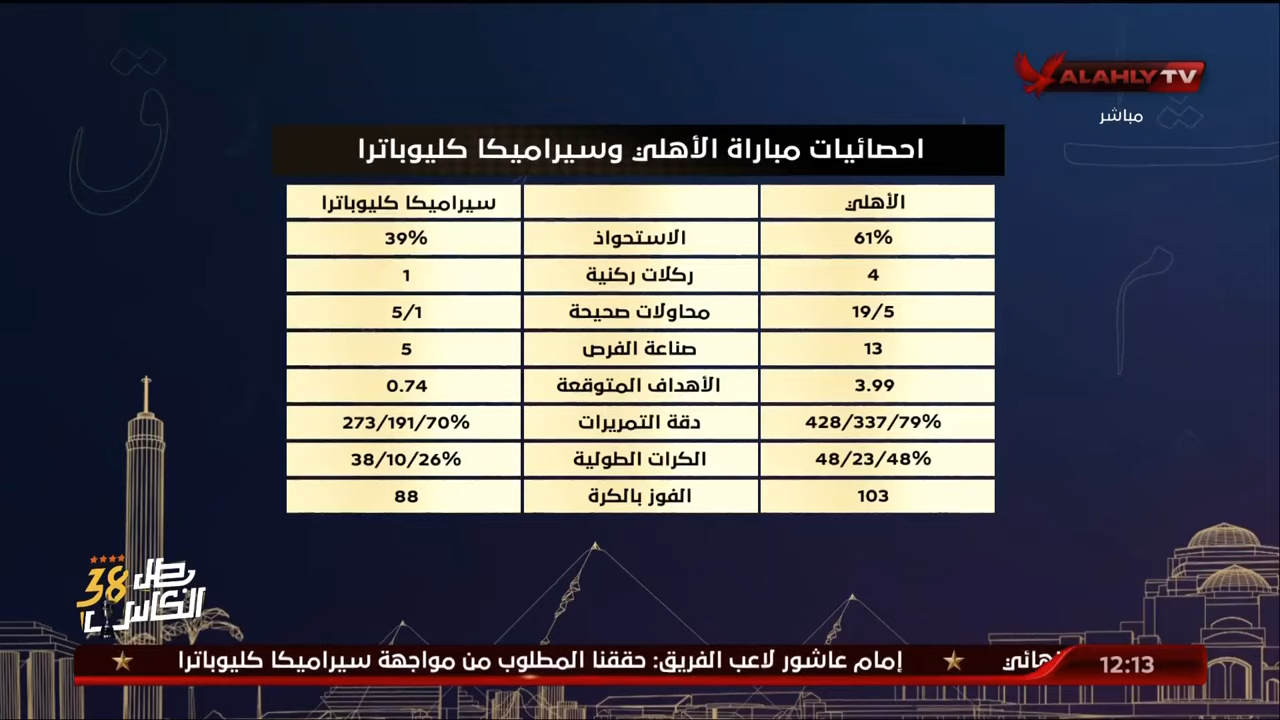 ALAHLY TV
مباشر
احصائيات مباراة الأهلي وسيراميكا كليوباترا
الأهلي سيراميكا كليوباترا
61% الاستحواذ 39%
4 ركلات ركنية 1
19/5 محاولات صحيحة 5/1
13 صناعة الفرص 5
3.99 الأهداف المتوقعة 0.74
428/337/79% دقة التمريرات 273/191/70%
48/23/48% الكرات الطولية 38/10/26%
103 الفوز بالكرة 88
بطل 38
الكاس
12:13 إمام عاشور لاعب الفريق: حققنا المطلوب من مواجهة سيراميكا كليوباترا
ق
م